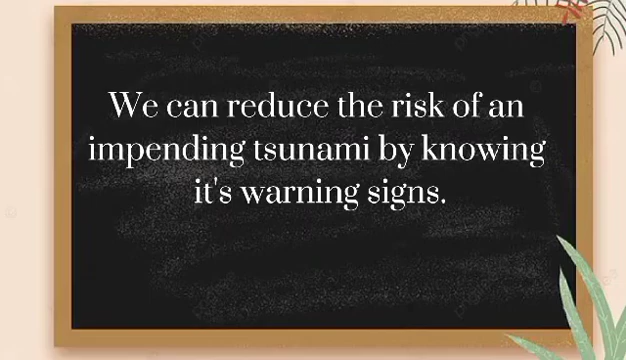 We can reduce the risk of an
impending tsunami by knowing
it's warning signs.